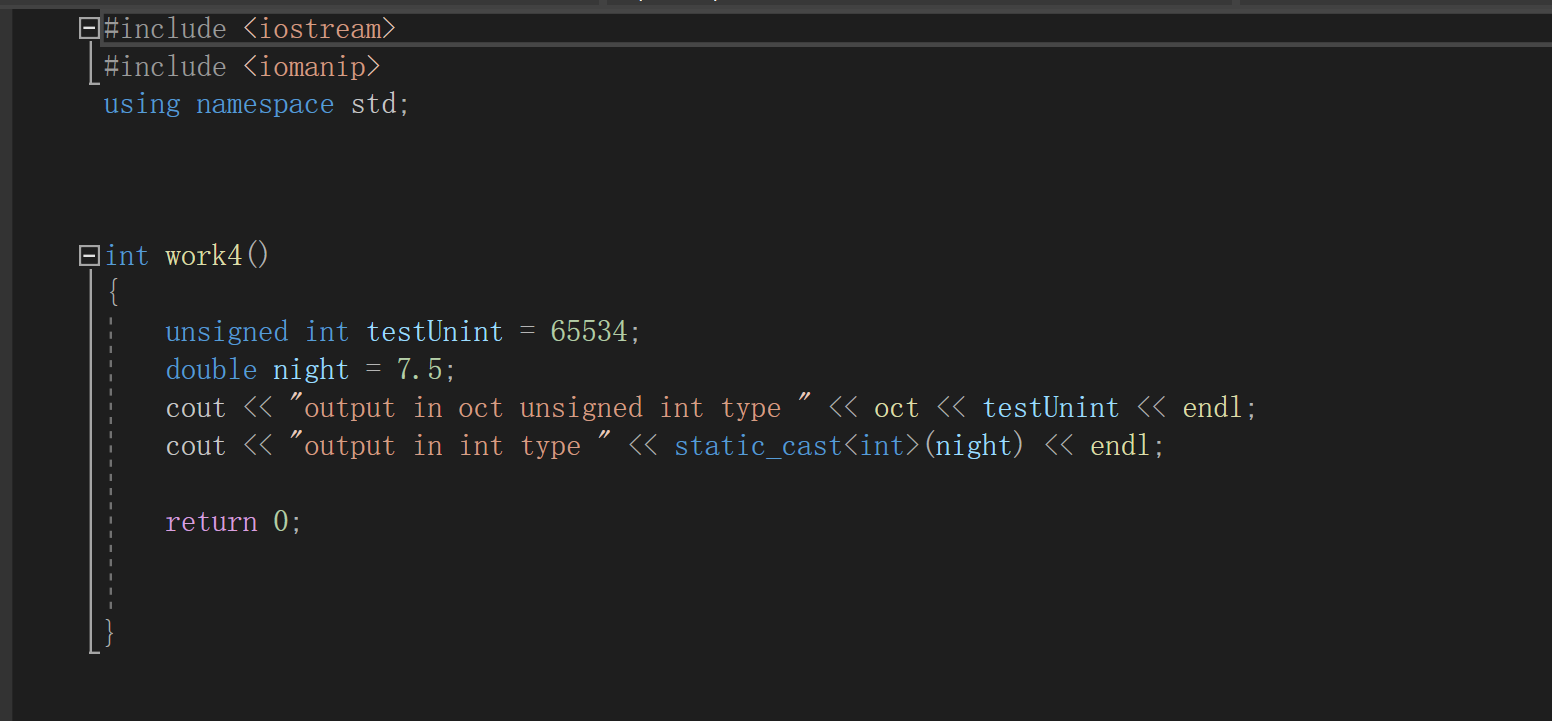 #include <iostream>
#include <iomanip>
using namespace std;
int work4()
{
unsigned int testUnint = 65534;
double night = 7.5;
cout << "output in oct unsigned int type " << oct << testUnint << endl;
cout << "output in int type " << static_cast<int>(night) << endl;
return 0;
}